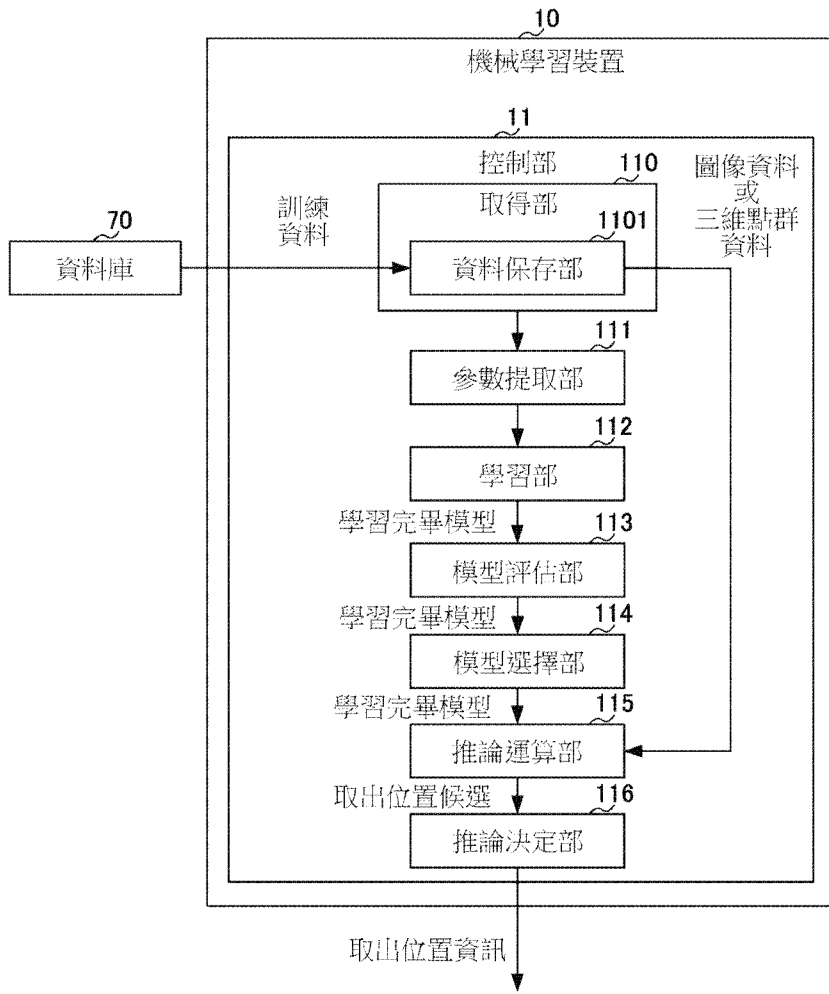 10
機械學習裝置
11
控制部
110
取得部
圖像資料
或
三維點群
資料
訓練
資料
70
資料庫
1101
資料保存部
111
參數提取部
112
學習部
學習完畢模型
113
模型評估部
學習完畢模型
114
模型選擇部
學習完畢模型
115
推論運算部
取出位置候選
116
推論決定部
取出位置資訊